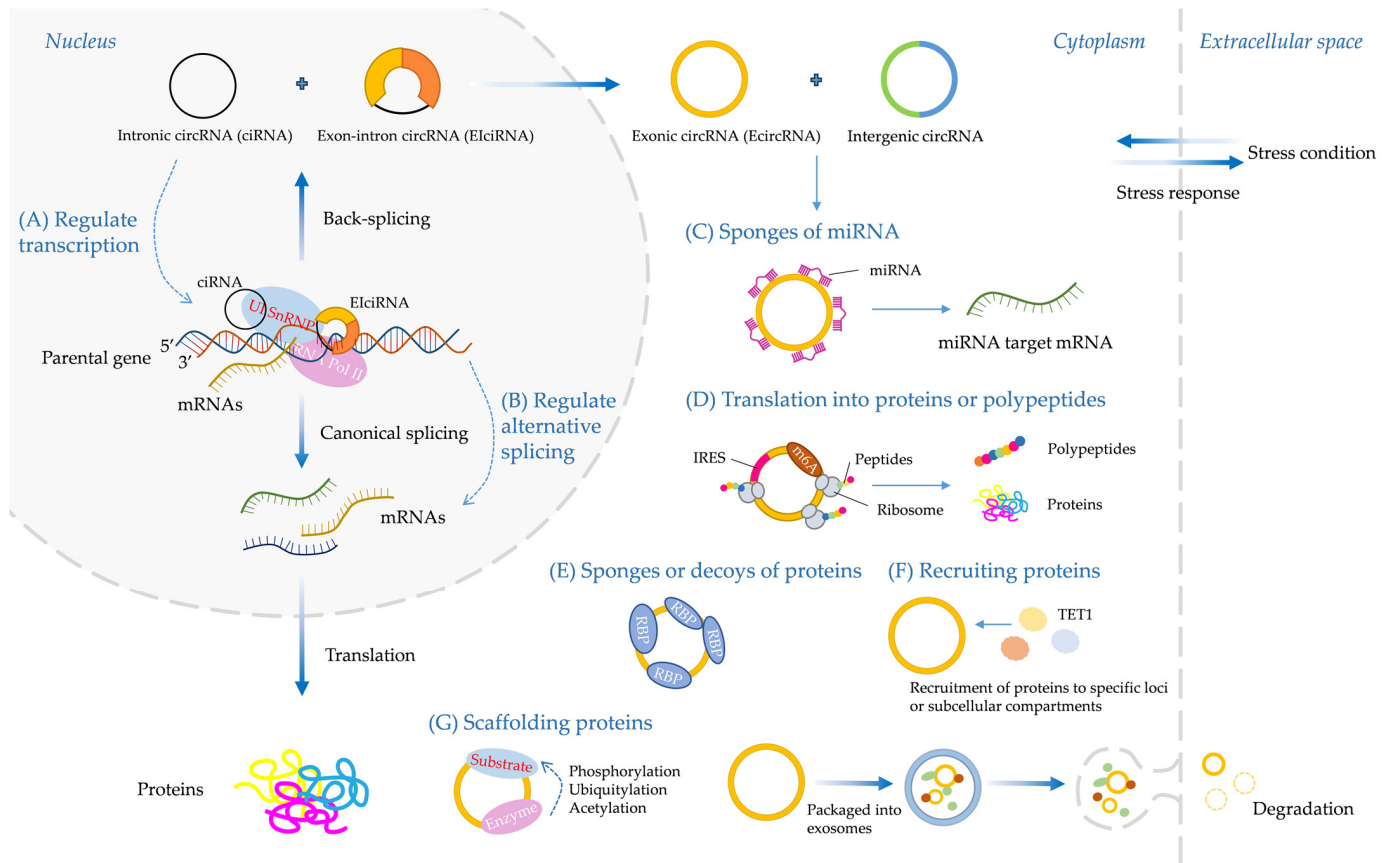 Nucleus
Cytoplasm
Extracellular space
Intronic circRNA (ciRNA)
Exon-intron circRNA (EIciRNA)
Exonic circRNA (EcircRNA)
Intergenic circRNA
Stress condition
Stress response
(A) Regulate
transcription
Back-splicing
ciRNA
U1SnRNP
EIciRNA
Parental gene
5′
3′
RNA Pol II
mRNAs
Canonical splicing
(B) Regulate
alternative
splicing
mRNAs
Translation
Proteins
(C) Sponges of miRNA
miRNA
miRNA target mRNA
(D) Translation into proteins or polypeptides
IRES
m6A
Peptides
Ribosome
Polypeptides
Proteins
(E) Sponges or decoys of proteins
RBP
RBP
RBP
RBP
(F) Recruiting proteins
TET1
Recruitment of proteins to specific loci
or subcellular compartments
(G) Scaffolding proteins
Substrate
Enzyme
Phosphorylation
Ubiquitylation
Acetylation
Packaged into
exosomes
Degradation